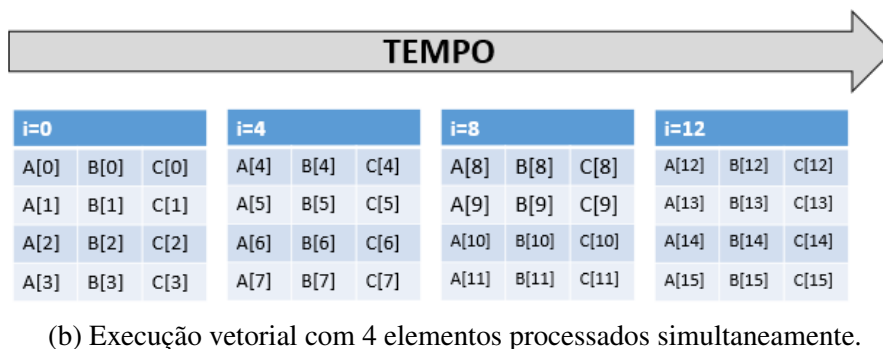 TEMPO
i=0 i=4 i=8 i=12
A[0] B[0] C[0] A[4] B[4] C[4] A[8] B[8] C[8] A[12] B[12] C[12]
A[1] B[1] C[1] A[5] B[5] C[5] A[9] B[9] C[9] A[13] B[13] C[13]
A[2] B[2] C[2] A[6] B[6] C[6] A[10] B[10] C[10] A[14] B[14] C[14]
A[3] B[3] C[3] A[7] B[7] C[7] A[11] B[11] C[11] A[15] B[15] C[15]
(b) Execução vetorial com 4 elementos processados simultaneamente.